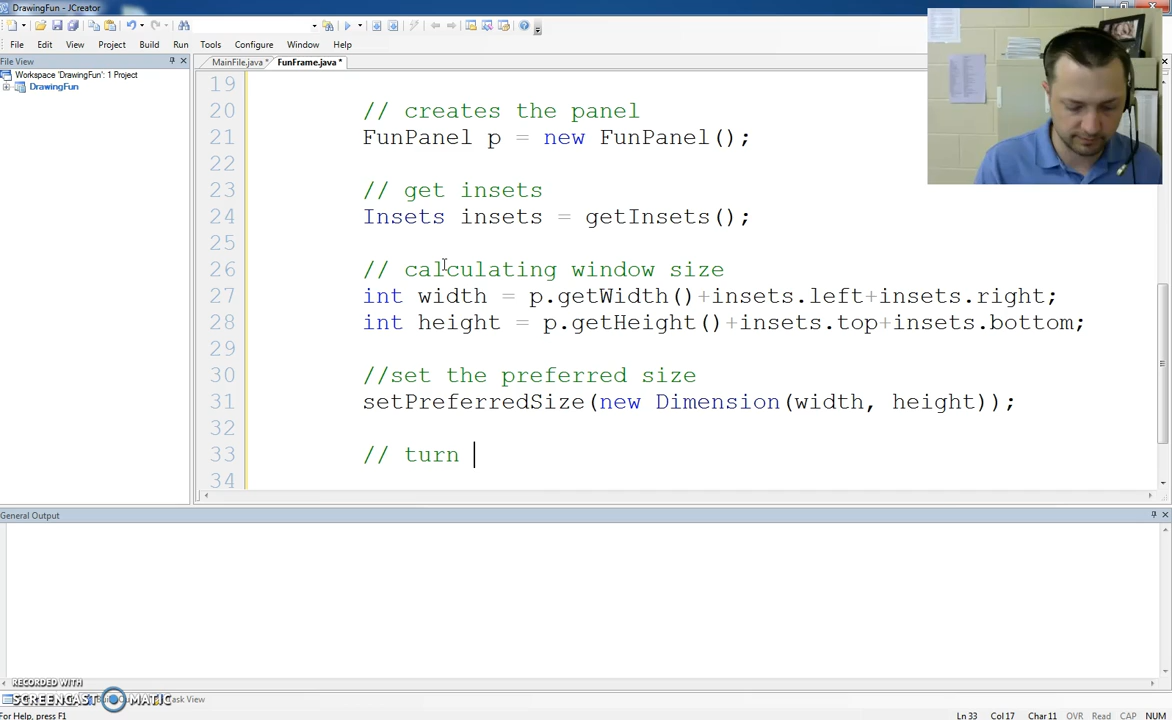 DrawingFun - JCreator
File Edit View Project Build Run Tools Configure Window Help
File View
MainFile.java * FunFrame.java *
Workspace 'DrawingFun': 1 Project
DrawingFun
19
20 // creates the panel
21 FunPanel p = new FunPanel();
22
23 // get insets
24 Insets insets = getInsets();
25
26 // calculating window size
27 int width = p.getWidth()+insets.left+insets.right;
28 int height = p.getHeight()+insets.top+insets.bottom;
29
30 //set the preferred size
31 setPreferredSize(new Dimension(width, height));
32
33 // turn
34
General Output
RECORDED WITH
SCREENCAST MATIC
Task View
For Help, press F1
Ln 33 Col 17 Char 11 OVR Read CAP NUM